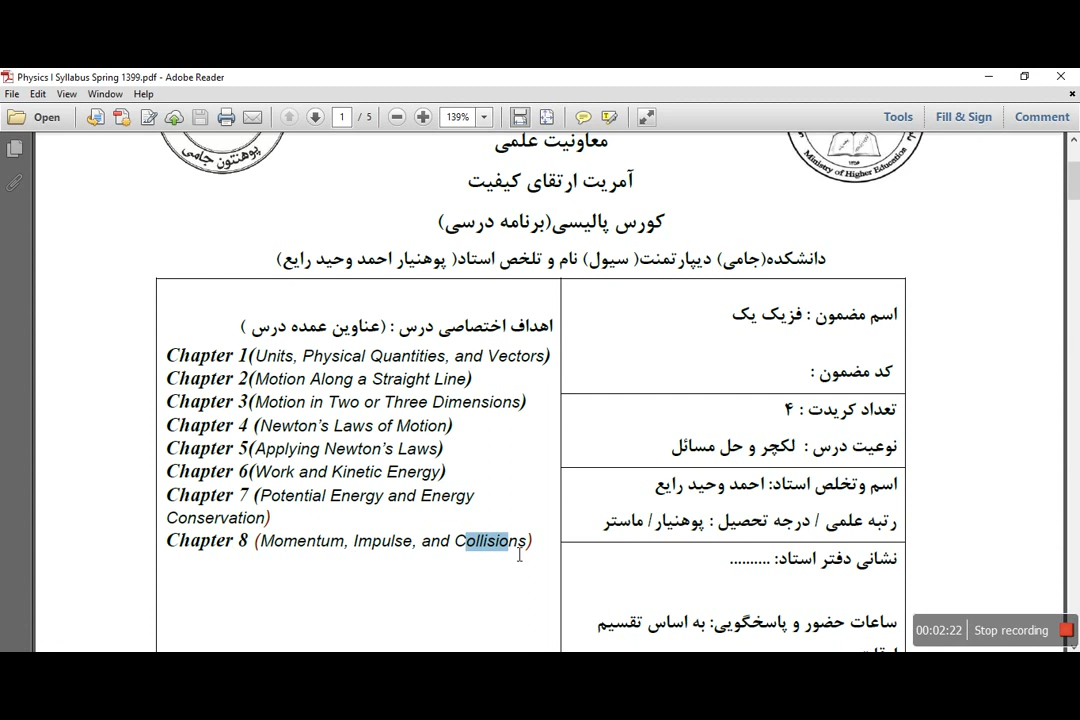 Physics I Syllabus Spring 1399.pdf - Adobe Reader
File Edit View Window Help
Open 1 / 5 139% Tools Fill & Sign Comment
پوهنتون جامی
Ministry of Higher Education
معاونیت علمی
آمریت ارتقای کیفیت
کورس پالیسی(برنامه درسی)
دانشکده(جامی) دیپارتمنت( سیول) نام و تلخص استاد( پوهنیار احمد وحید رایع)
اسم مضمون : فزیک یک
کد مضمون :
تعداد کریدت : ۴
نوعیت درس : لکچر و حل مسائل
اسم وتخلص استاد: احمد وحید رایع
رتبه علمی / درجه تحصیل : پوهنیار/ ماستر
نشانی دفتر استاد: ..........
ساعات حضور و پاسخگویی: به اساس تقسیم
اهداف اختصاصی درس : (عناوین عمده درس )
Chapter 1(Units, Physical Quantities, and Vectors)
Chapter 2(Motion Along a Straight Line)
Chapter 3(Motion in Two or Three Dimensions)
Chapter 4 (Newton's Laws of Motion)
Chapter 5(Applying Newton's Laws)
Chapter 6(Work and Kinetic Energy)
Chapter 7 (Potential Energy and Energy
Conservation)
Chapter 8 (Momentum, Impulse, and Collisions)
00:02:22 Stop recording